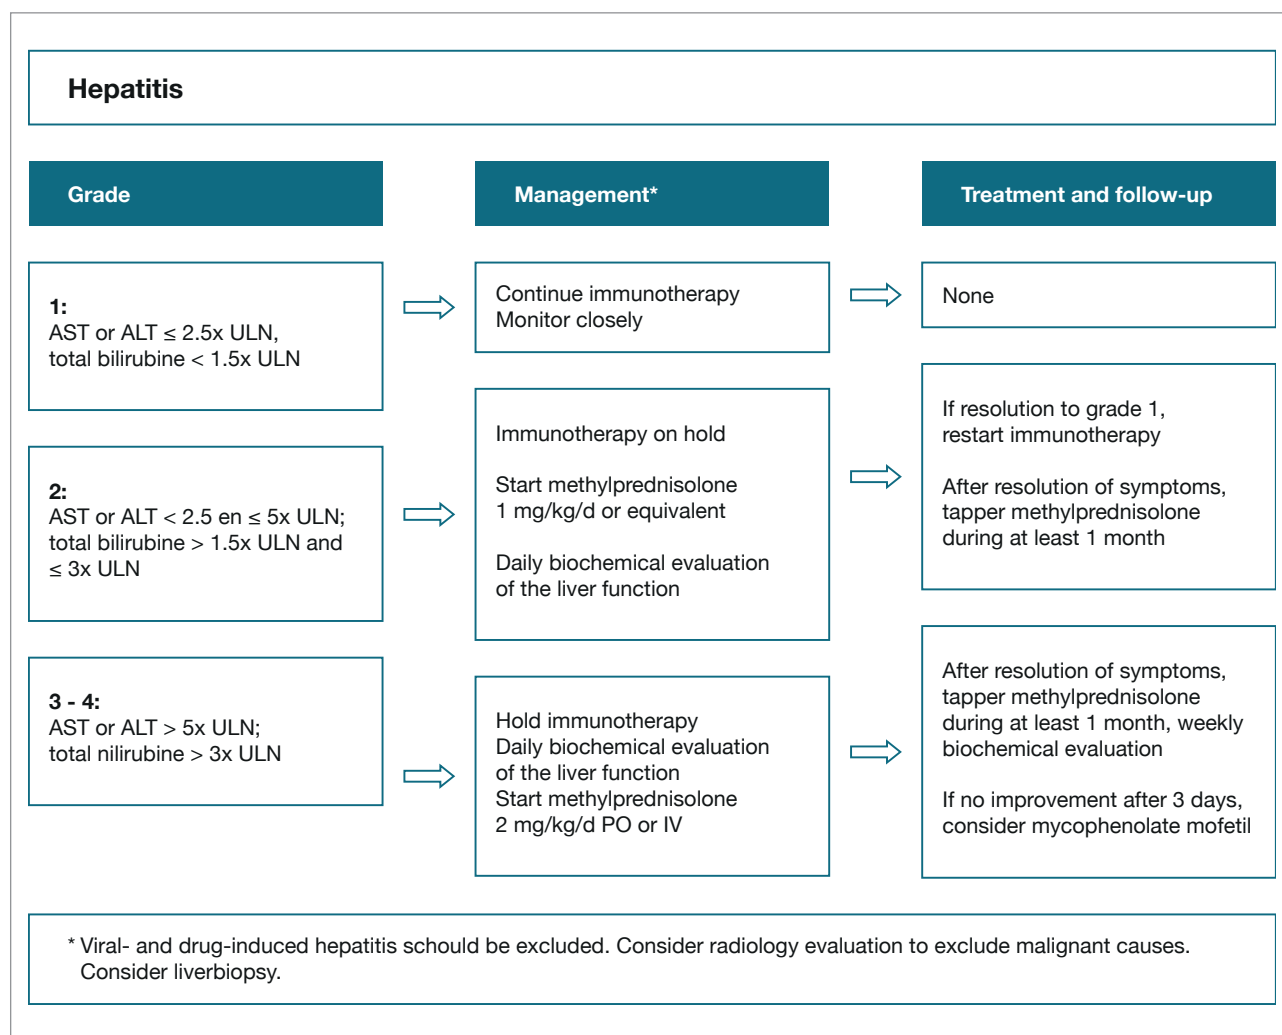 Hepatitis
Grade
Management*
Treatment and follow-up
1:
AST or ALT ≤ 2.5x ULN,
total bilirubine < 1.5x ULN
Continue immunotherapy
Monitor closely
None
2:
AST or ALT < 2.5 en ≤ 5x ULN;
total bilirubine > 1.5x ULN and
≤ 3x ULN
Immunotherapy on hold
Start methylprednisolone
1 mg/kg/d or equivalent
Daily biochemical evaluation
of the liver function
If resolution to grade 1,
restart immunotherapy
After resolution of symptoms,
tapper methylprednisolone
during at least 1 month
3 - 4:
AST or ALT > 5x ULN;
total nilirubine > 3x ULN
Hold immunotherapy
Daily biochemical evaluation
of the liver function
Start methylprednisolone
2 mg/kg/d PO or IV
After resolution of symptoms,
tapper methylprednisolone
during at least 1 month, weekly
biochemical evaluation
If no improvement after 3 days,
consider mycophenolate mofetil
* Viral- and drug-induced hepatitis schould be excluded. Consider radiology evaluation to exclude malignant causes.
Consider liverbiopsy.